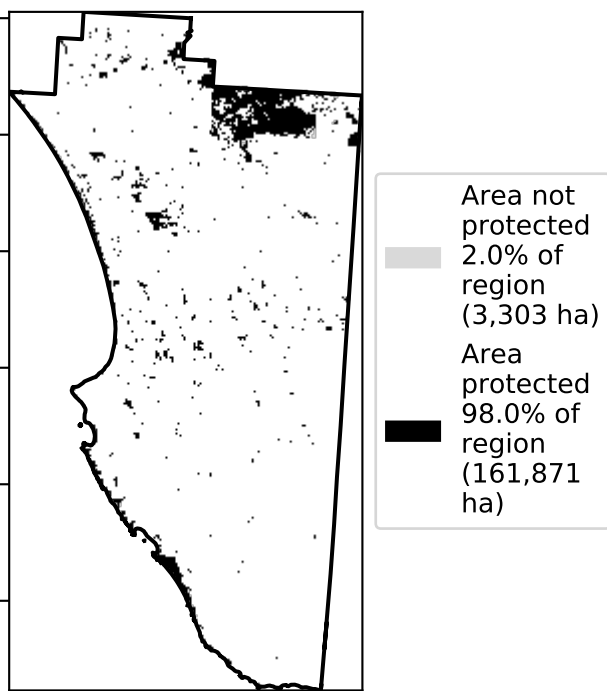 Area not
protected
2.0% of
region
(3,303 ha)
Area
protected
98.0% of
region
(161,871
ha)